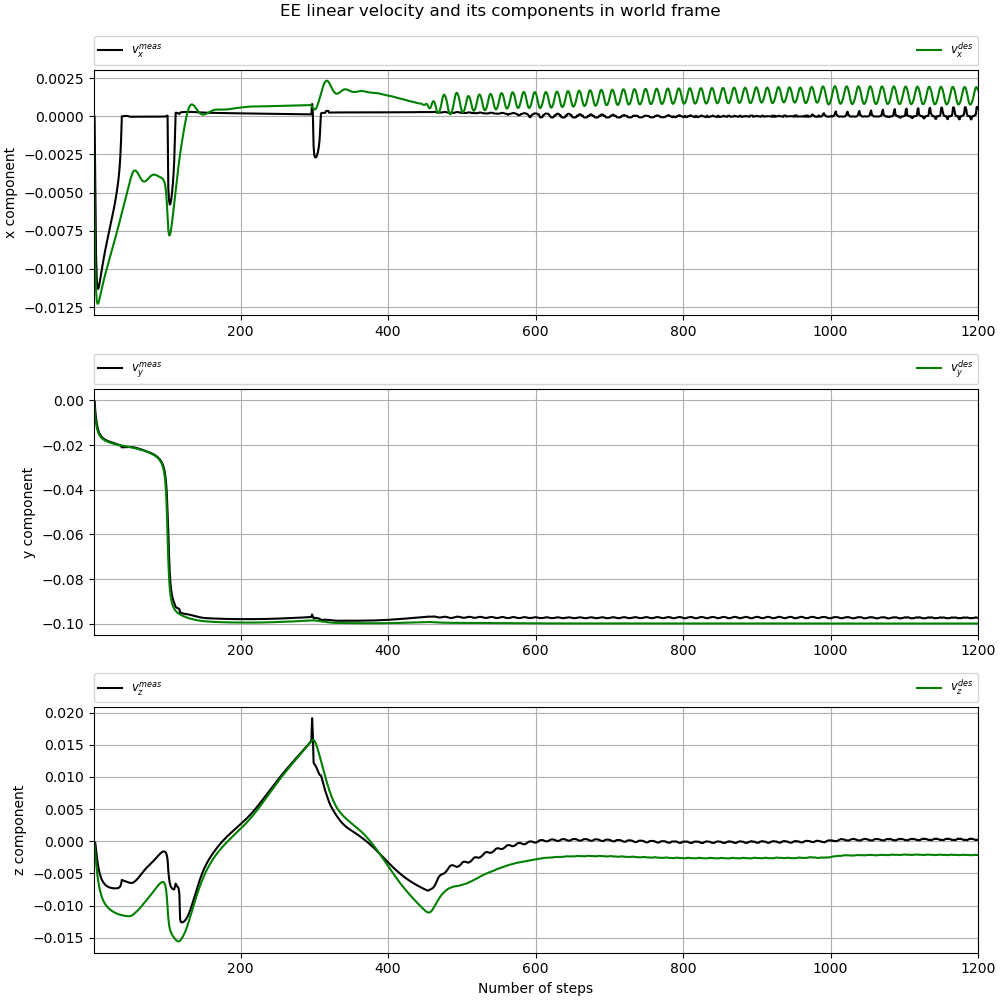 EE linear velocity and its components in world frame
v_x^meas v_x^des
0.0025
0.0000
−0.0025
−0.0050
−0.0075
−0.0100
−0.0125
x component
200 400 600 800 1000 1200
v_y^meas v_y^des
0.00
−0.02
−0.04
−0.06
−0.08
−0.10
y component
200 400 600 800 1000 1200
v_z^meas v_z^des
0.020
0.015
0.010
0.005
0.000
−0.005
−0.010
−0.015
z component
200 400 600 800 1000 1200
Number of steps